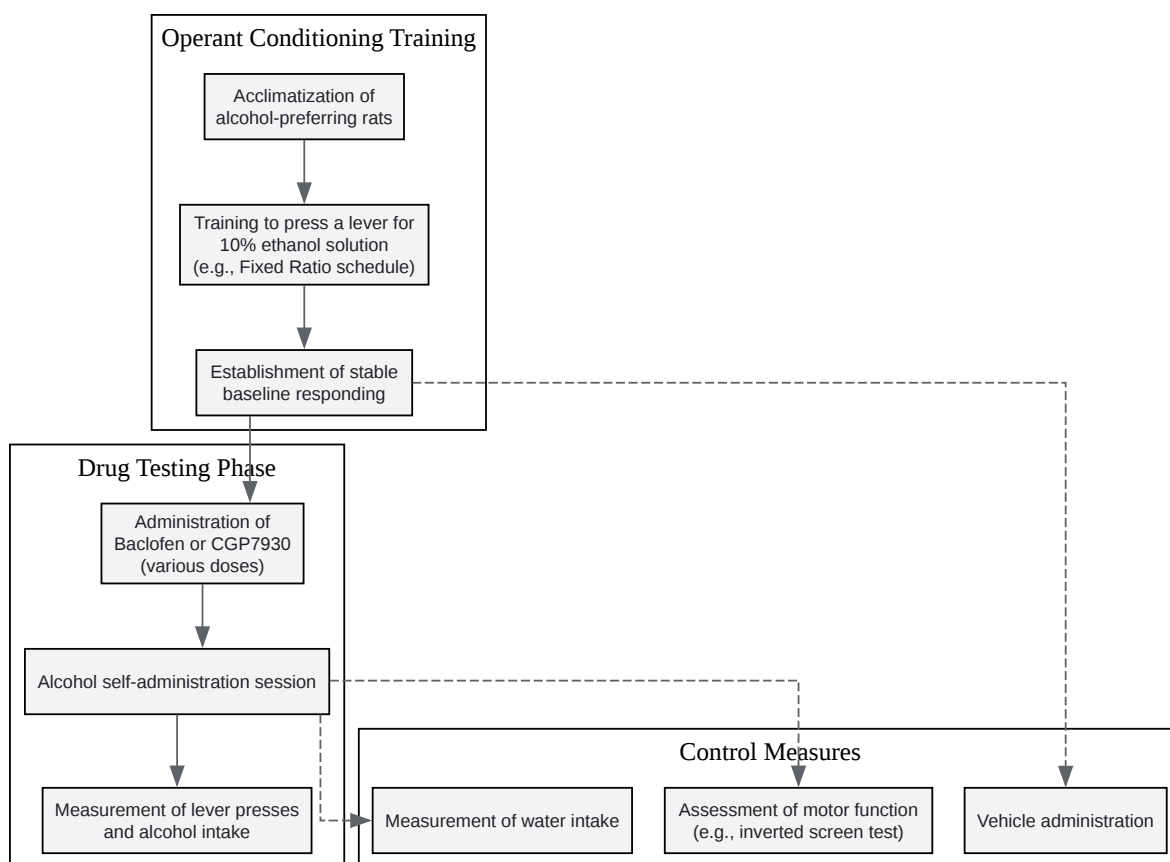 Operant Conditioning Training
Acclimatization of
alcohol-preferring rats
Training to press a lever for
10% ethanol solution
(e.g., Fixed Ratio schedule)
Establishment of stable
baseline responding
Drug Testing Phase
Administration of
Baclofen or CGP7930
(various doses)
Alcohol self-administration session
Measurement of lever presses
and alcohol intake
Control Measures
Measurement of water intake
Assessment of motor function
(e.g., inverted screen test)
Vehicle administration